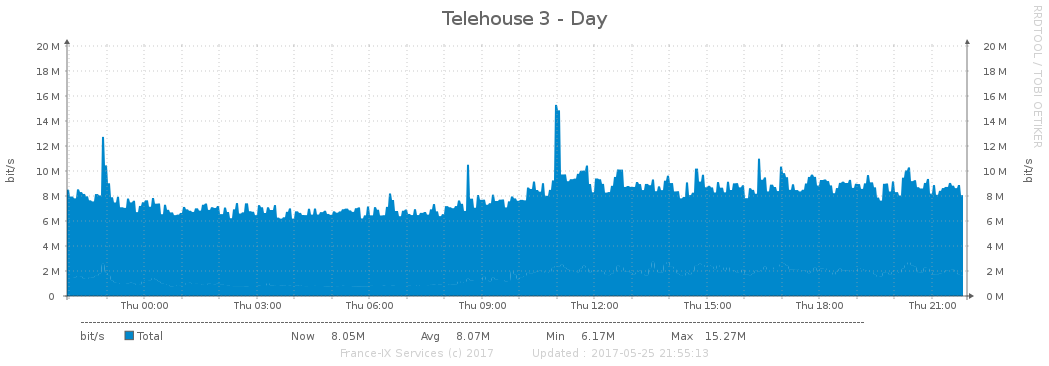 Telehouse 3 - Day
RRDTOOL / TOBI OETIKER
bit/s
20 M
18 M
16 M
14 M
12 M
10 M
8 M
6 M
4 M
2 M
0
20 M
18 M
16 M
14 M
12 M
10 M
8 M
6 M
4 M
2 M
0 M
bit/s
Thu 00:00 Thu 03:00 Thu 06:00 Thu 09:00 Thu 12:00 Thu 15:00 Thu 18:00 Thu 21:00
bit/s Total Now 8.05M Avg 8.07M Min 6.17M Max 15.27M
France-IX Services (c) 2017 Updated : 2017-05-25 21:55:13